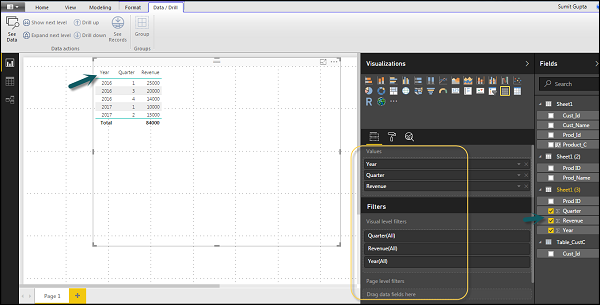 Home
View
Modeling
Format
Data / Drill
Sumit Gupta
See Data
Show next level
Expand next level
Drill up
Drill down
See Records
Group
Data actions
Groups
Year Quarter Revenue
2016 1 25000
2016 3 20000
2016 4 14000
2017 1 10000
2017 2 15000
Total 84000
Page 1
Visualizations
Values
Year
Quarter
Revenue
Filters
Visual level filters
Quarter(All)
Revenue(All)
Year(All)
Page level filters
Drag data fields here
Fields
Search
Sheet1
Cust_Id
Cust_Name
Prod_Id
Product_C
Sheet1 (2)
Prod ID
Prod_Name
Sheet1 (3)
Prod ID
Quarter
Revenue
Year
Table_CustC
Cust_Id